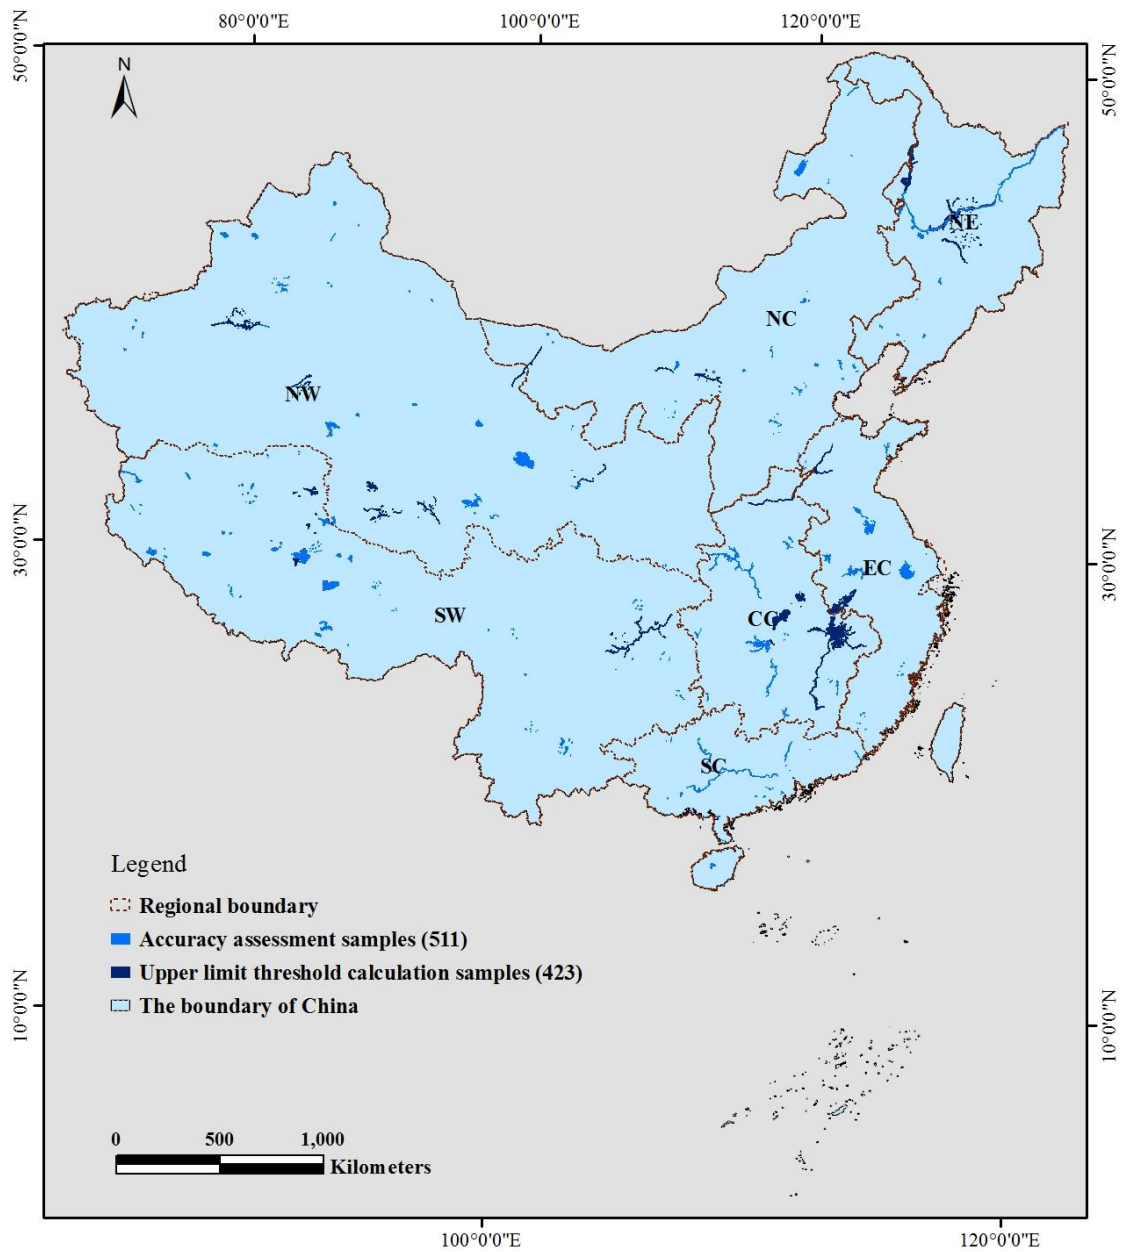 80°0'0"E 100°0'0"E 120°0'0"E
50°0'0"N
50°0'0"N
N
NE
NC
NW
30°0'0"N
30°0'0"N
EC
SW
CC
SC
Legend
Regional boundary
Accuracy assessment samples (511)
Upper limit threshold calculation samples (423)
The boundary of China
10°0'0"N
10°0'0"N
0 500 1,000
Kilometers
100°0'0"E 120°0'0"E